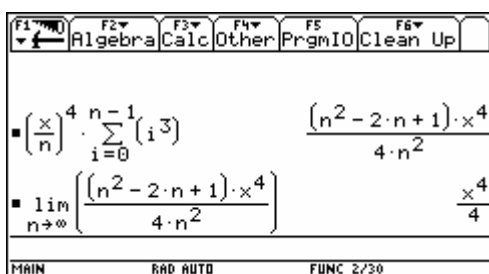 F1 F2▼ Algebra F3▼ Calc F4▼ Other F5 PrgmIO F6▼ Clean Up
▪ (x/n)^4 · Σ_{i=0}^{n-1} (i^3)    ((n^2 - 2·n + 1)·x^4)/(4·n^2)
▪ lim_{n→∞} (((n^2 - 2·n + 1)·x^4)/(4·n^2))    x^4/4
MAIN RAD AUTO FUNC 2/30